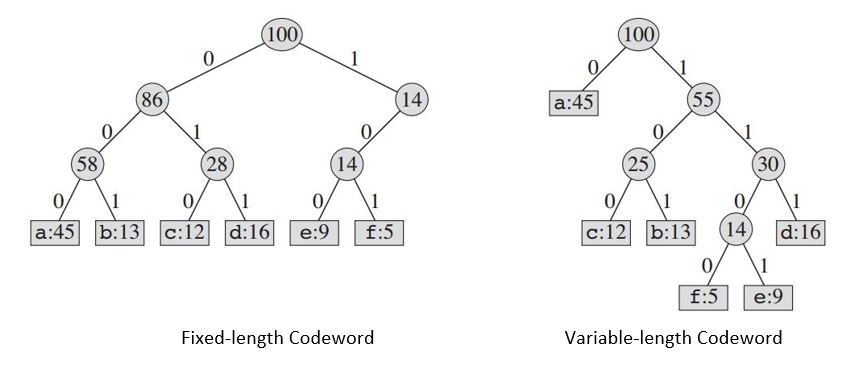 100 100
0 1 0 1
86 14 a:45 55
0 1 0 0 1
58 28 14 25 30
0 1 0 1 0 1 0 1 0 1
a:45 b:13 c:12 d:16 e:9 f:5 c:12 b:13 14 d:16
0 1
f:5 e:9
Fixed-length Codeword Variable-length Codeword